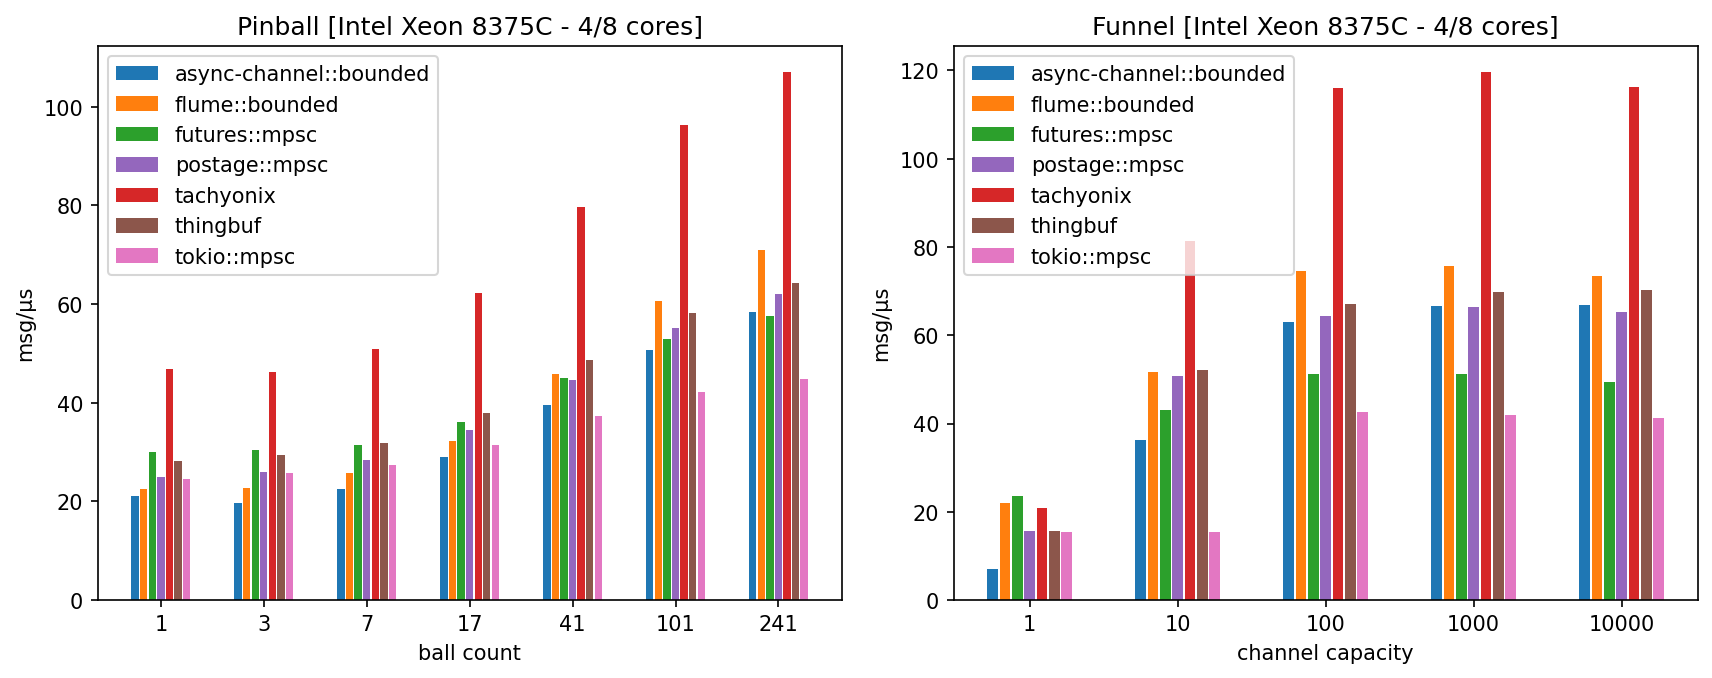 Pinball [Intel Xeon 8375C - 4/8 cores]
async-channel::bounded
flume::bounded
futures::mpsc
postage::mpsc
tachyonix
thingbuf
tokio::mpsc
msg/μs
100
80
60
40
20
0
1 3 7 17 41 101 241
ball count
Funnel [Intel Xeon 8375C - 4/8 cores]
async-channel::bounded
flume::bounded
futures::mpsc
postage::mpsc
tachyonix
thingbuf
tokio::mpsc
msg/μs
120
100
80
60
40
20
0
1 10 100 1000 10000
channel capacity